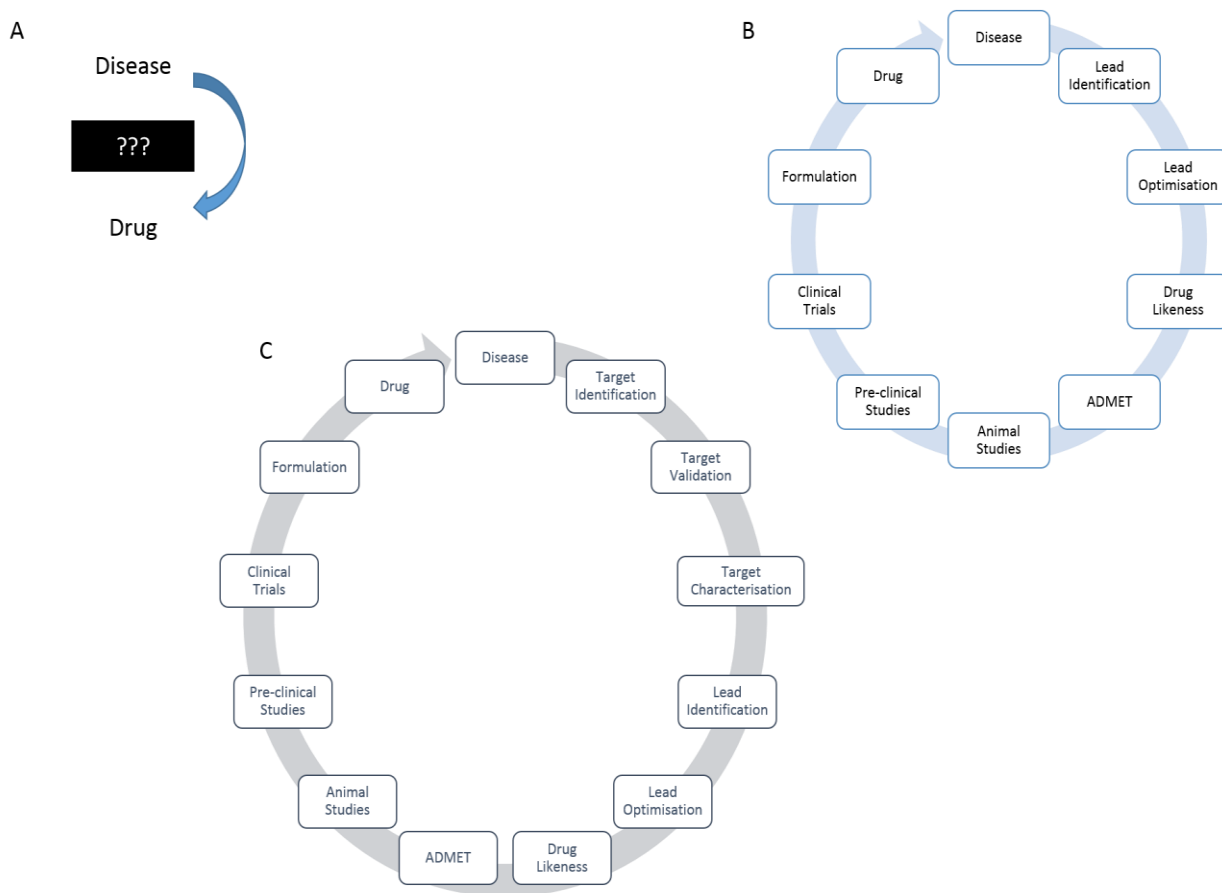 A
Disease
???
Drug
B
Disease
Lead
Identification
Lead
Optimisation
Drug
Likeness
ADMET
Animal
Studies
Pre-clinical
Studies
Clinical
Trials
Formulation
Drug
C
Disease
Target
Identification
Target
Validation
Target
Characterisation
Lead
Identification
Lead
Optimisation
Drug
Likeness
ADMET
Animal
Studies
Pre-clinical
Studies
Clinical
Trials
Formulation
Drug